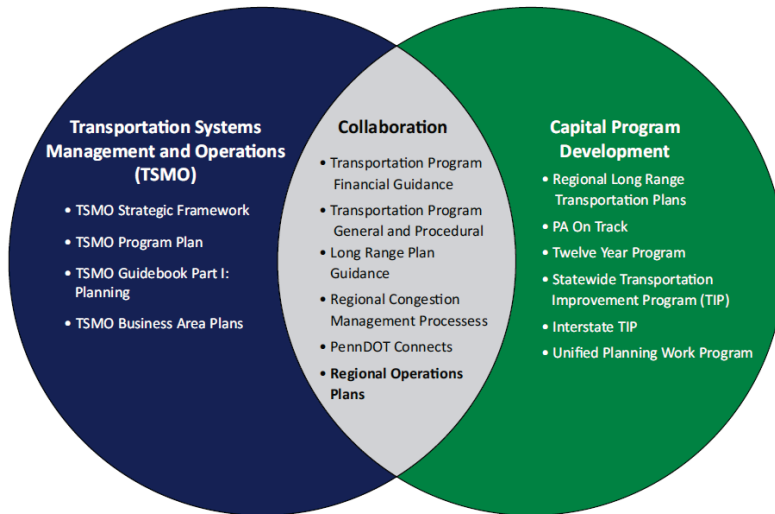 Transportation Systems
Management and Operations
(TSMO)
• TSMO Strategic Framework
• TSMO Program Plan
• TSMO Guidebook Part I:
Planning
• TSMO Business Area Plans
Collaboration
• Transportation Program
Financial Guidance
• Transportation Program
General and Procedural
• Long Range Plan
Guidance
• Regional Congestion
Management Processess
• PennDOT Connects
• Regional Operations
Plans
Capital Program
Development
• Regional Long Range
Transportation Plans
• PA On Track
• Twelve Year Program
• Statewide Transportation
Improvement Program (TIP)
• Interstate TIP
• Unified Planning Work Program